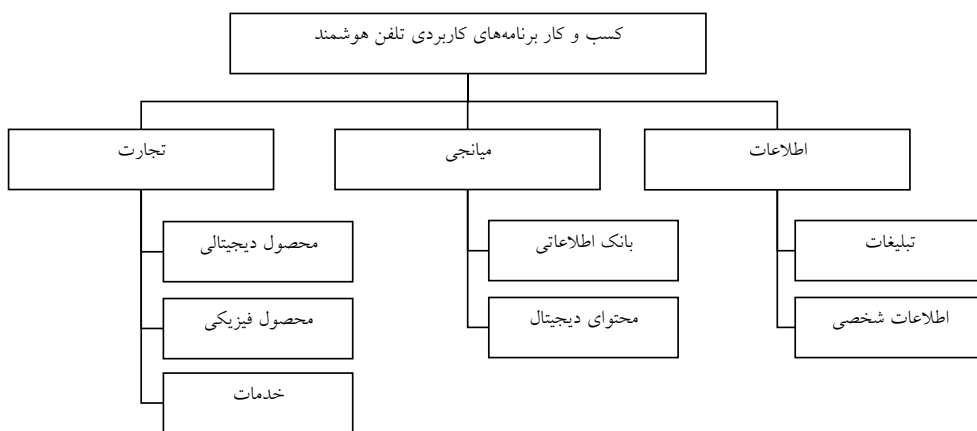 کسب و کار برنامه‌های کاربردی تلفن هوشمند
اطلاعات
میانجی
تجارت
تبلیغات
بانک اطلاعاتی
محصول دیجیتالی
اطلاعات شخصی
محتوای دیجیتال
محصول فیزیکی
خدمات